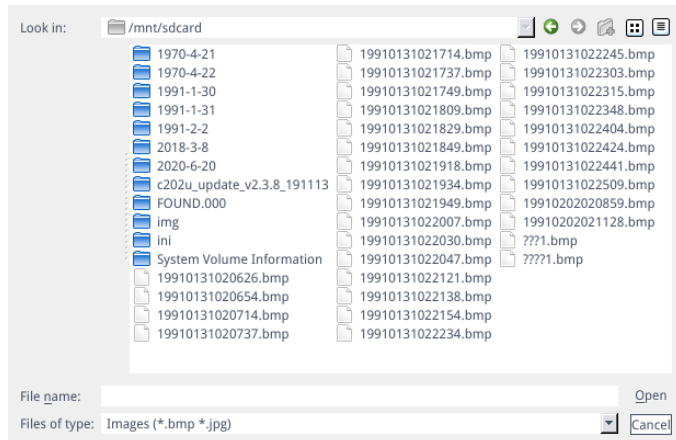 Look in: /mnt/sdcard
1970-4-21
1970-4-22
1991-1-30
1991-1-31
1991-2-2
2018-3-8
2020-6-20
c202u_update_v2.3.8_191113
FOUND.000
img
ini
System Volume Information
19910131020626.bmp
19910131020654.bmp
19910131020714.bmp
19910131020737.bmp
19910131021714.bmp
19910131021737.bmp
19910131021749.bmp
19910131021809.bmp
19910131021829.bmp
19910131021849.bmp
19910131021918.bmp
19910131021934.bmp
19910131021949.bmp
19910131022007.bmp
19910131022030.bmp
19910131022047.bmp
19910131022121.bmp
19910131022138.bmp
19910131022154.bmp
19910131022234.bmp
19910131022245.bmp
19910131022303.bmp
19910131022315.bmp
19910131022348.bmp
19910131022404.bmp
19910131022424.bmp
19910131022441.bmp
19910131022509.bmp
19910202020859.bmp
19910202021128.bmp
???1.bmp
????1.bmp
File name: Open
Files of type: Images (*.bmp *.jpg) Cancel